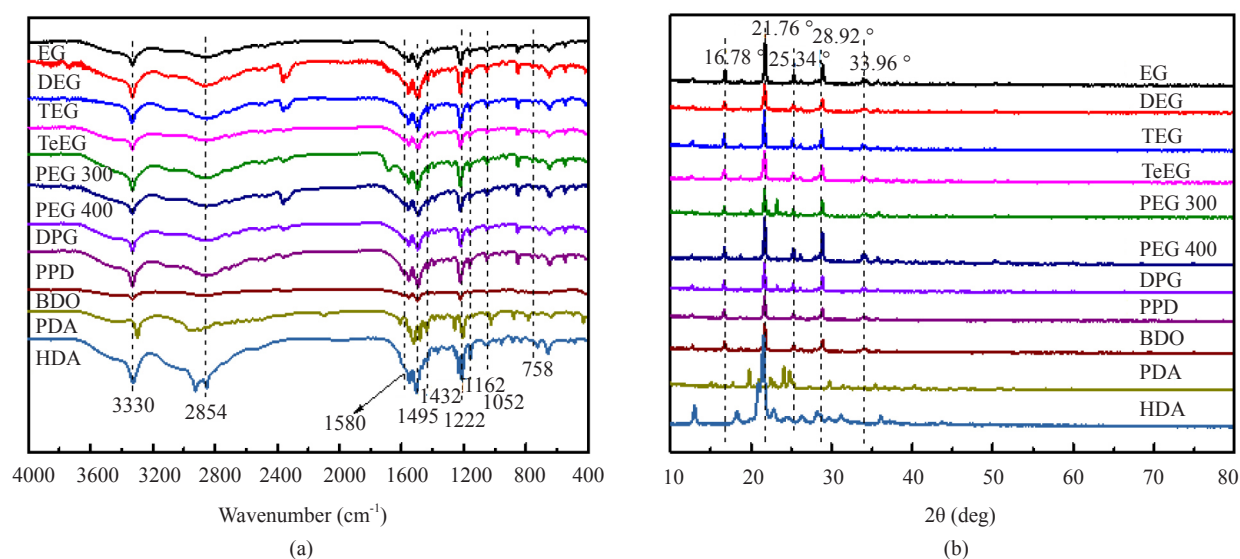 EG
DEG
TEG
TeEG
PEG 300
PEG 400
DPG
PPD
BDO
PDA
HDA
3330
2854
1580
1495
1432
1222
1162
1052
758
4000 3600 3200 2800 2400 2000 1600 1200 800 400
Wavenumber (cm-1)
(a)
21.76 °
28.92 °
16.78 °
25.34 °
33.96 °
EG
DEG
TEG
TeEG
PEG 300
PEG 400
DPG
PPD
BDO
PDA
HDA
10 20 30 40 50 60 70 80
2θ (deg)
(b)